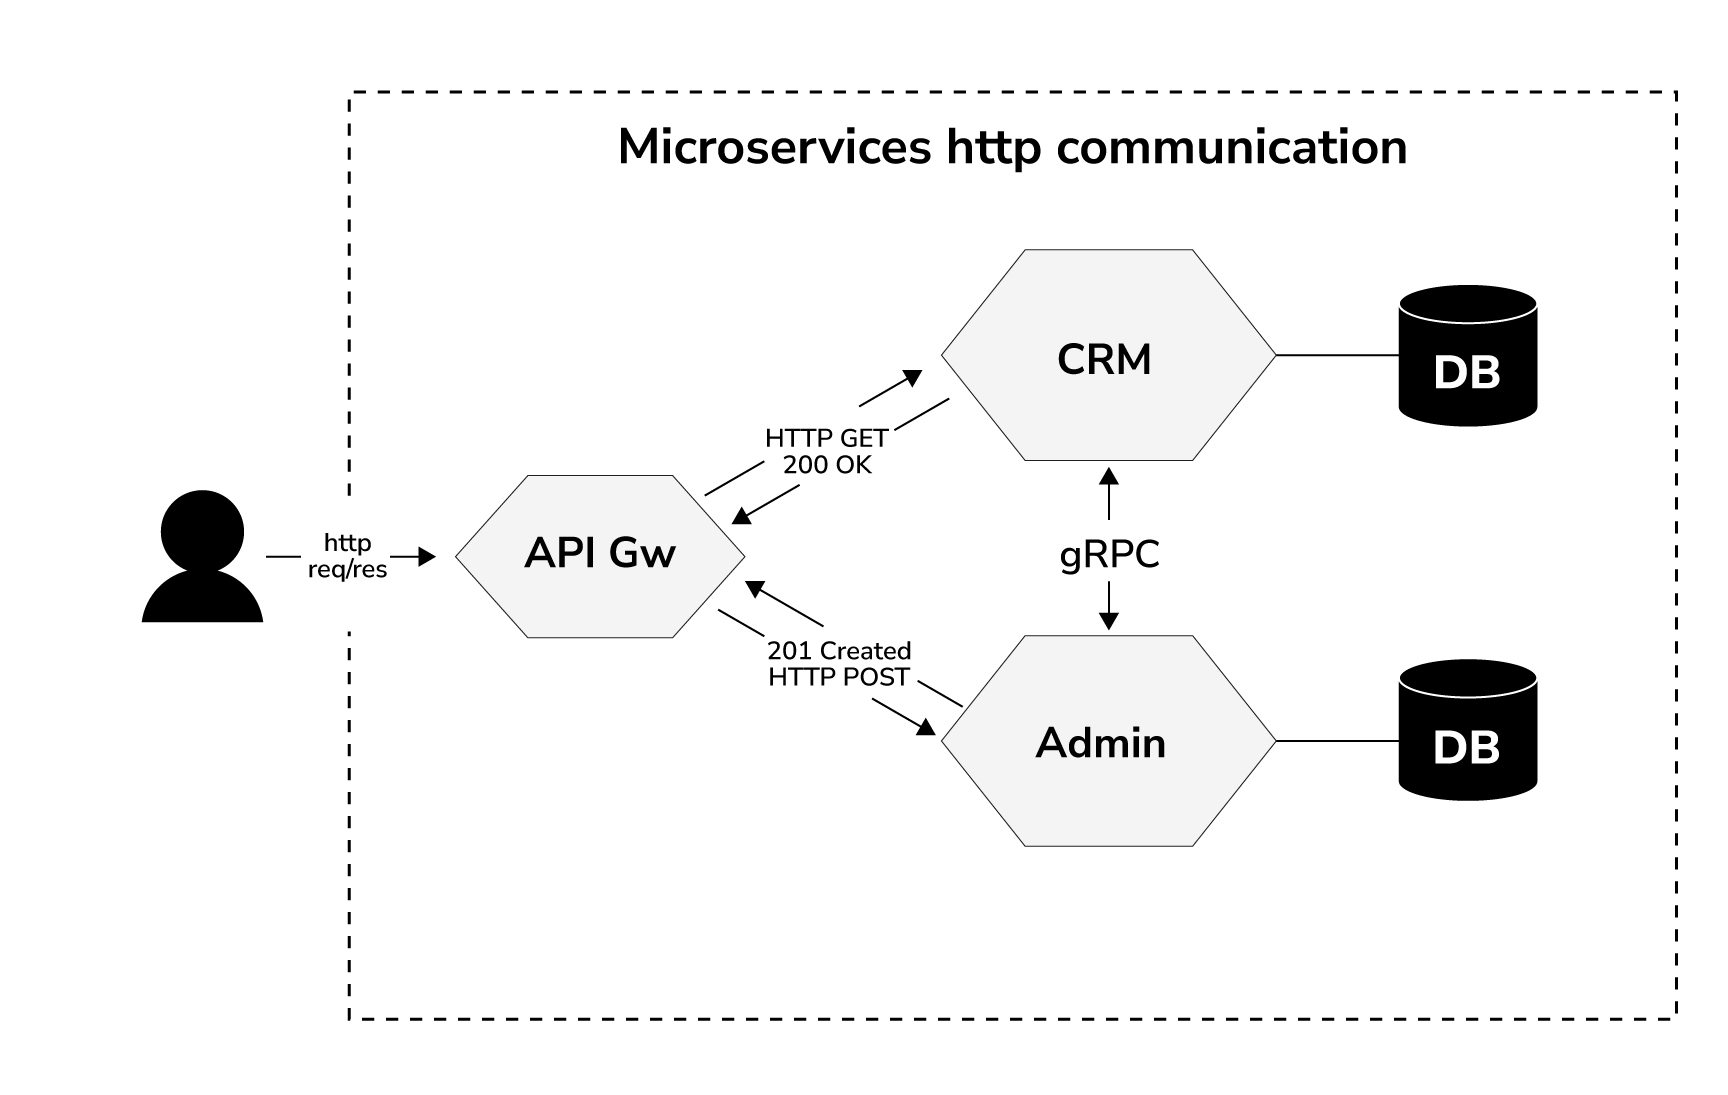 Microservices http communication
CRM
DB
HTTP GET
200 OK
http
req/res
API Gw
gRPC
201 Created
HTTP POST
Admin
DB